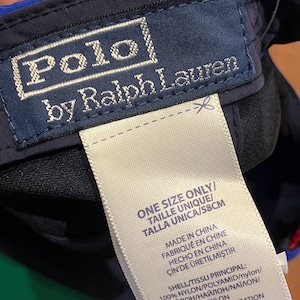 Polo
by Ralph Lauren
ONE SIZE ONLY/
TAILLE UNIQUE/
TALLA UNICA/58CM
MADE IN CHINA
FABRIQUÉ EN CHINE
HECHO EN CHINA
ÇİN'DE ÜRETİLMİŞTİR
SHELL/TISSU PRINCIPAL:
100% NYLON/POLYAMID/nylon/